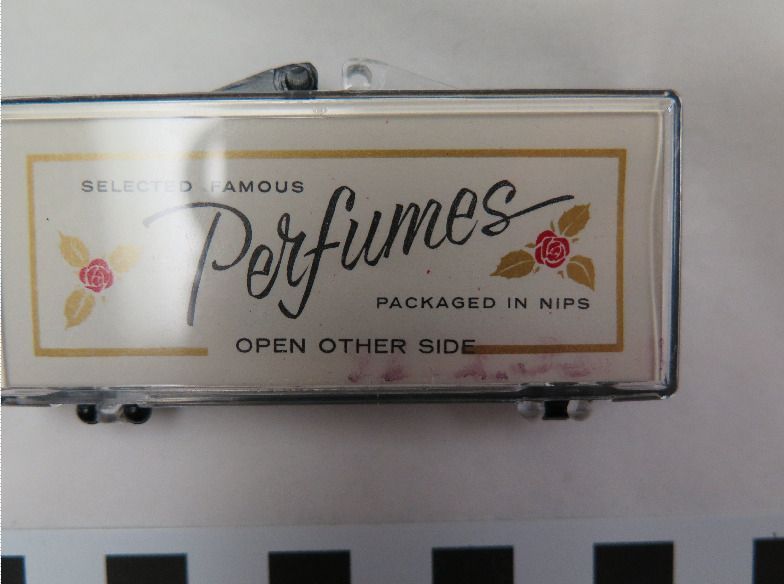 SELECTED FAMOUS
Perfumes
PACKAGED IN NIPS
OPEN OTHER SIDE